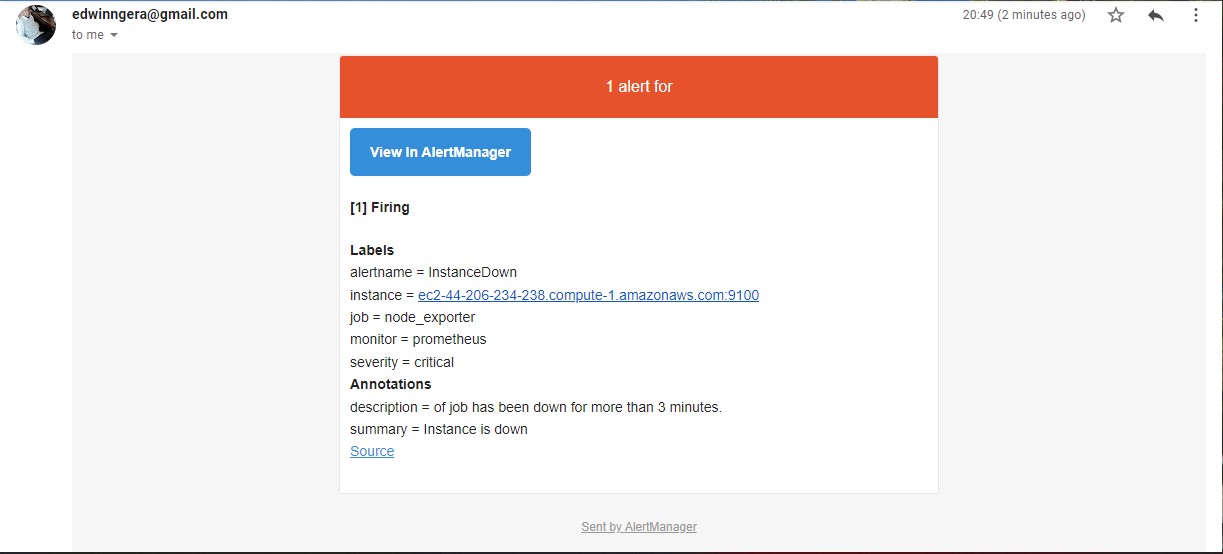 edwinngera@gmail.com
20:49 (2 minutes ago)
to me
1 alert for
View In AlertManager
[1] Firing
Labels
alertname = InstanceDown
instance = ec2-44-206-234-238.compute-1.amazonaws.com:9100
job = node_exporter
monitor = prometheus
severity = critical
Annotations
description = of job has been down for more than 3 minutes.
summary = Instance is down
Source
Sent by AlertManager